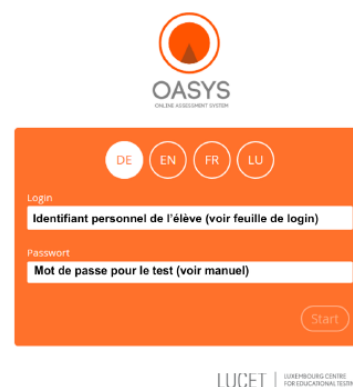 OASYS
ONLINE ASSESSMENT SYSTEM
DE EN FR LU
Login
Identifiant personnel de l'élève (voir feuille de login)
Passwort
Mot de passe pour le test (voir manuel)
Start
LUCET
LUXEMBOURG CENTRE
FOR EDUCATIONAL TESTING